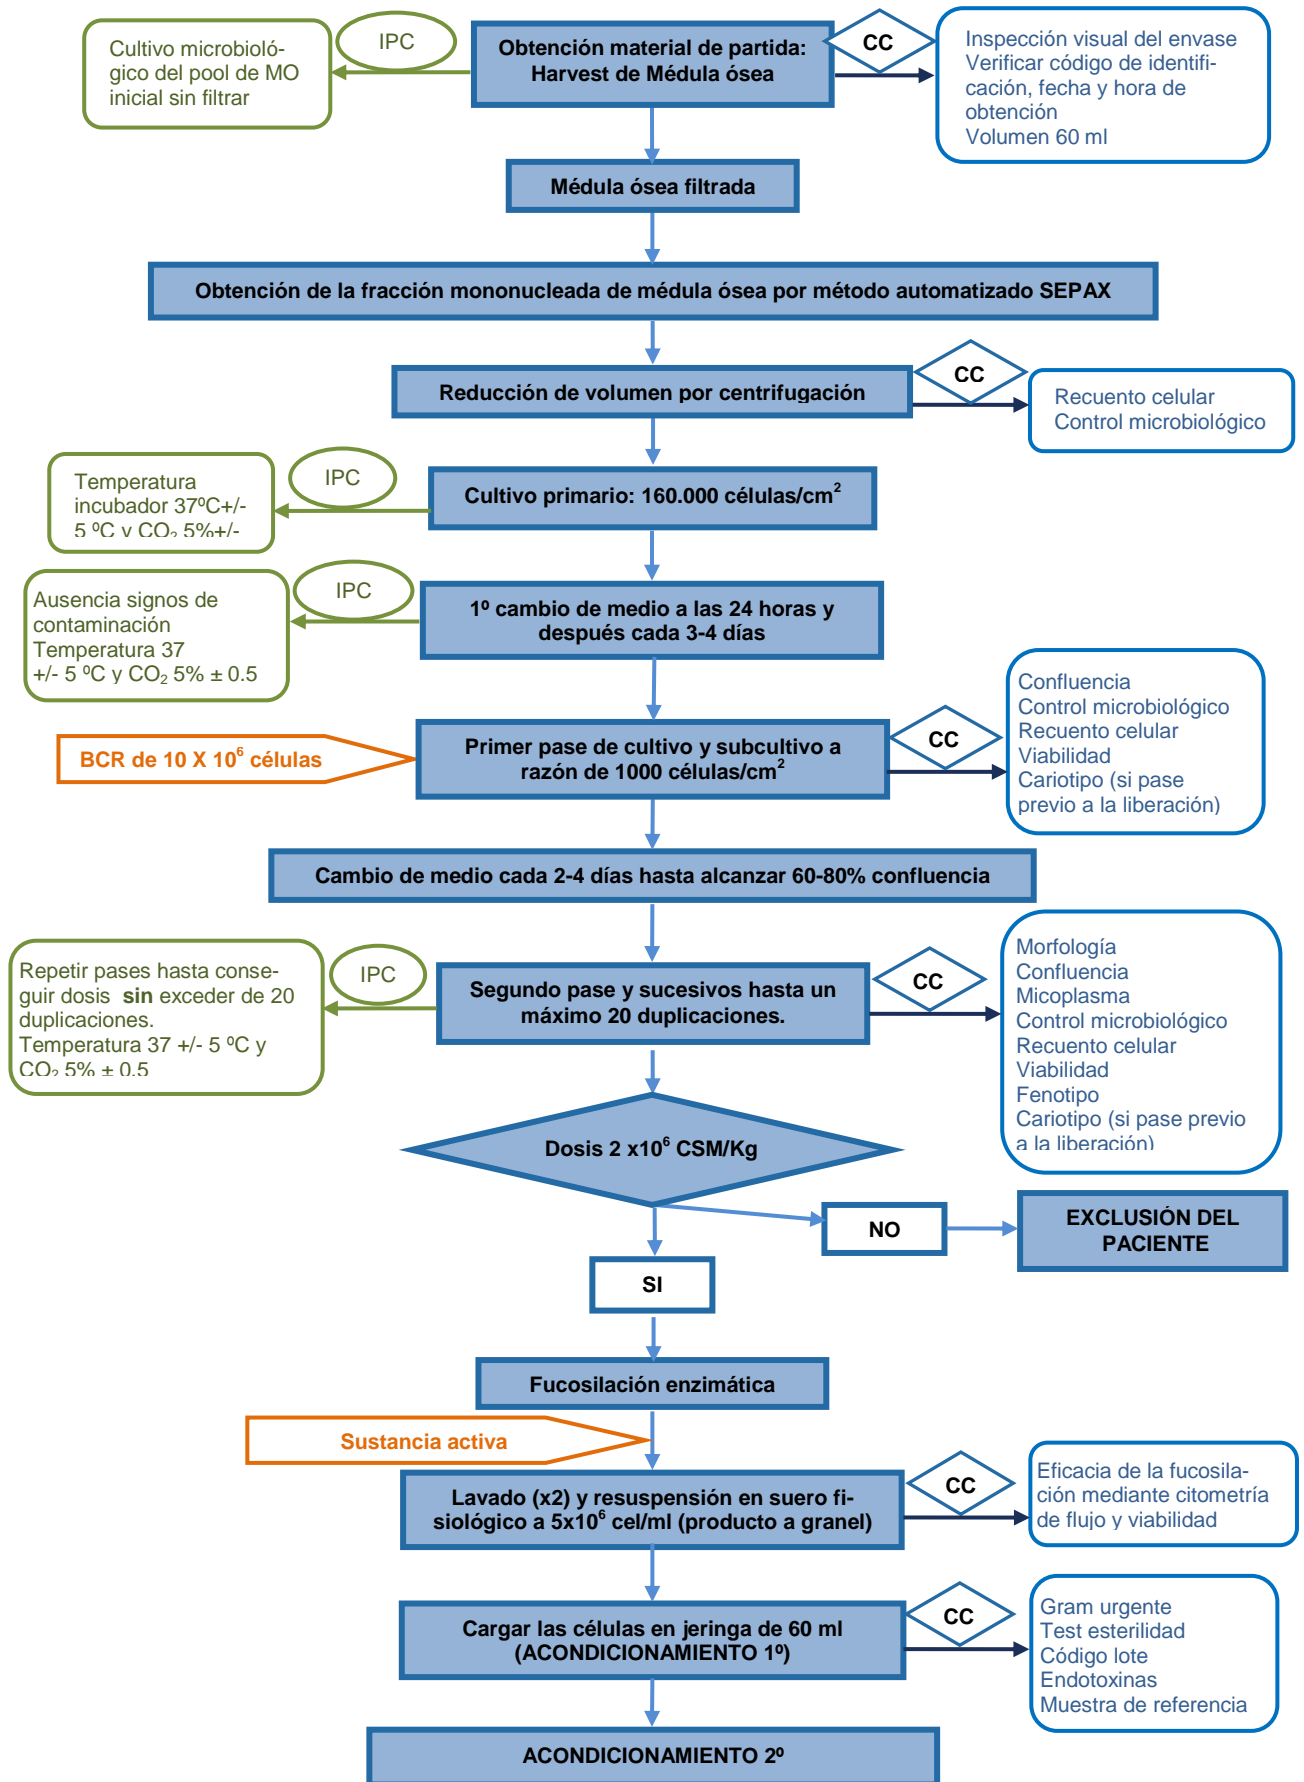 Cultivo microbioló-
gico del pool de MO
inicial sin filtrar
IPC
Obtención material de partida:
Harvest de Médula ósea
CC
Inspección visual del envase
Verificar código de identifi-
cación, fecha y hora de
obtención
Volumen 60 ml
Médula ósea filtrada
Obtención de la fracción mononucleada de médula ósea por método automatizado SEPAX
Reducción de volumen por centrifugación
CC
Recuento celular
Control microbiológico
Temperatura
incubador 37ºC+/-
5 ºC y CO₂ 5%+/-
IPC
Cultivo primario: 160.000 células/cm²
Ausencia signos de
contaminación
Temperatura 37
+/- 5 ºC y CO₂ 5% ± 0.5
IPC
1º cambio de medio a las 24 horas y
después cada 3-4 días
BCR de 10 X 10⁶ células
Primer pase de cultivo y subcultivo a
razón de 1000 células/cm²
CC
Confluencia
Control microbiológico
Recuento celular
Viabilidad
Cariotipo (si pase
previo a la liberación)
Cambio de medio cada 2-4 días hasta alcanzar 60-80% confluencia
Repetir pases hasta conse-
guir dosis sin exceder de 20
duplicaciones.
Temperatura 37 +/- 5 ºC y
CO₂ 5% ± 0.5
IPC
Segundo pase y sucesivos hasta un
máximo 20 duplicaciones.
CC
Morfología
Confluencia
Micoplasma
Control microbiológico
Recuento celular
Viabilidad
Fenotipo
Cariotipo (si pase previo
a la liberación)
Dosis 2 x10⁶ CSM/Kg
NO
EXCLUSIÓN DEL
PACIENTE
SI
Fucosilación enzimática
Sustancia activa
Lavado (x2) y resuspensión en suero fi-
siológico a 5x10⁶ cel/ml (producto a granel)
CC
Eficacia de la fucosila-
ción mediante citometría
de flujo y viabilidad
Cargar las células en jeringa de 60 ml
(ACONDICIONAMIENTO 1º)
CC
Gram urgente
Test esterilidad
Código lote
Endotoxinas
Muestra de referencia
ACONDICIONAMIENTO 2º